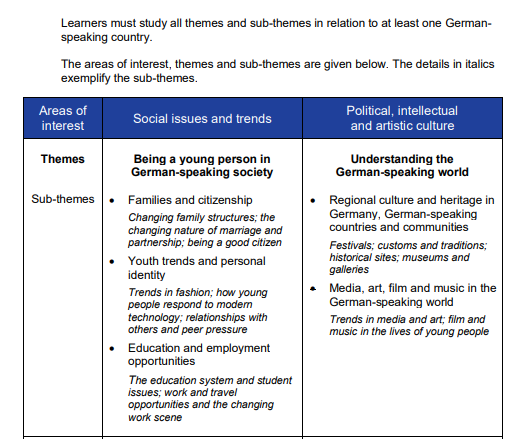 Learners must study all themes and sub-themes in relation to at least one German-
speaking country.
The areas of interest, themes and sub-themes are given below. The details in italics
exemplify the sub-themes.
Areas of
interest
Social issues and trends
Political, intellectual
and artistic culture
Themes
Being a young person in
German-speaking society
Understanding the
German-speaking world
Sub-themes
• Families and citizenship
Changing family structures; the
changing nature of marriage and
partnership; being a good citizen
• Youth trends and personal
identity
Trends in fashion; how young
people respond to modern
technology; relationships with
others and peer pressure
• Education and employment
opportunities
The education system and student
issues; work and travel
opportunities and the changing
work scene
• Regional culture and heritage in
Germany, German-speaking
countries and communities
Festivals; customs and traditions;
historical sites; museums and
galleries
• Media, art, film and music in the
German-speaking world
Trends in media and art; film and
music in the lives of young people